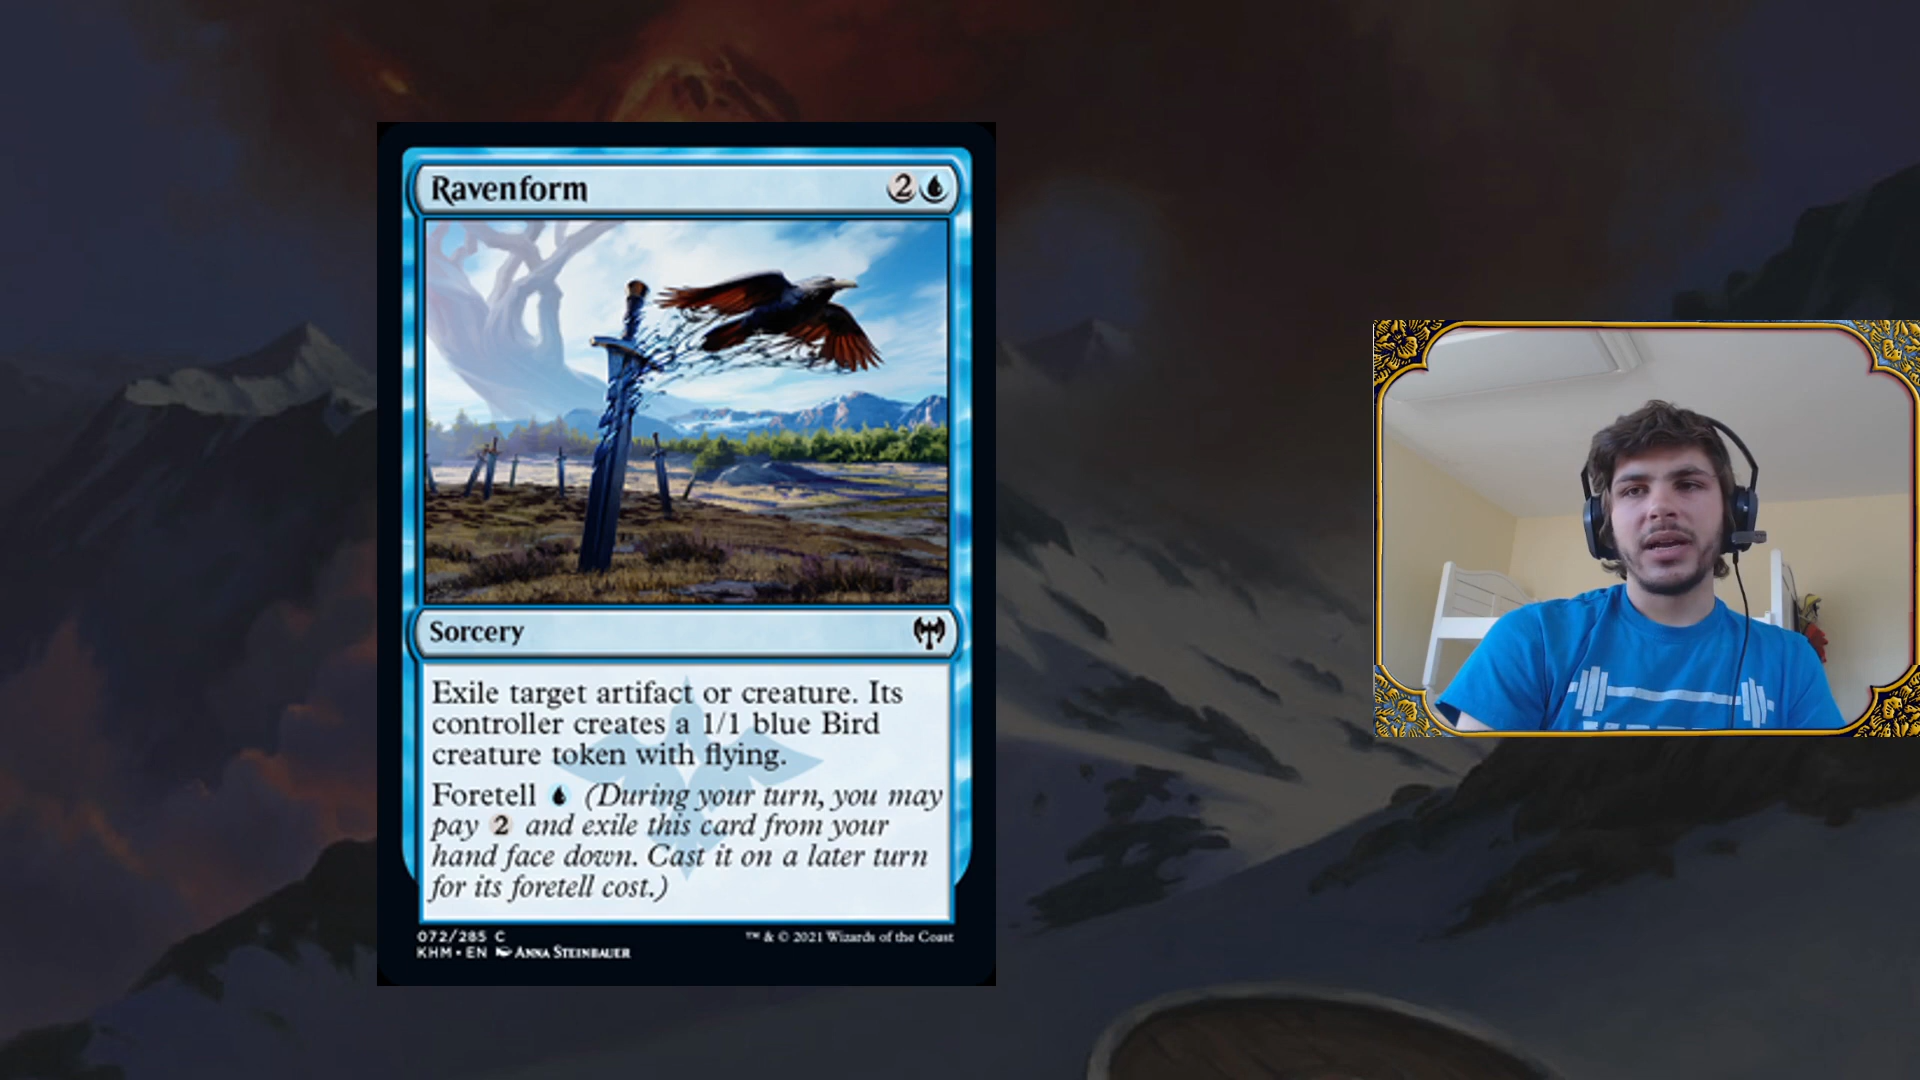 Ravenform 2
Sorcery
Exile target artifact or creature. Its
controller creates a 1/1 blue Bird
creature token with flying.
Foretell (During your turn, you may
pay 2 and exile this card from your
hand face down. Cast it on a later turn
for its foretell cost.)
072/285 C
™ & © 2021 Wizards of the Coast
KHM • EN Anna Steinbauer